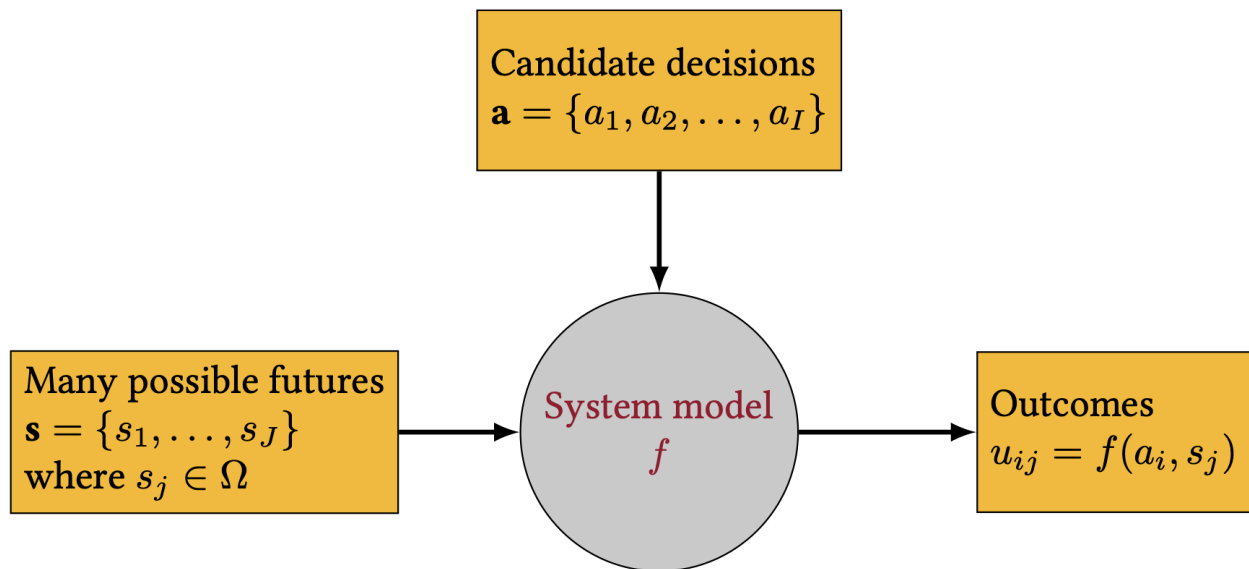 Candidate decisions
a = {a₁, a₂, . . . , a_I}
Many possible futures
s = {s₁, . . . , s_J}
where s_j ∈ Ω
System model
f
Outcomes
u_ij = f(a_i, s_j)